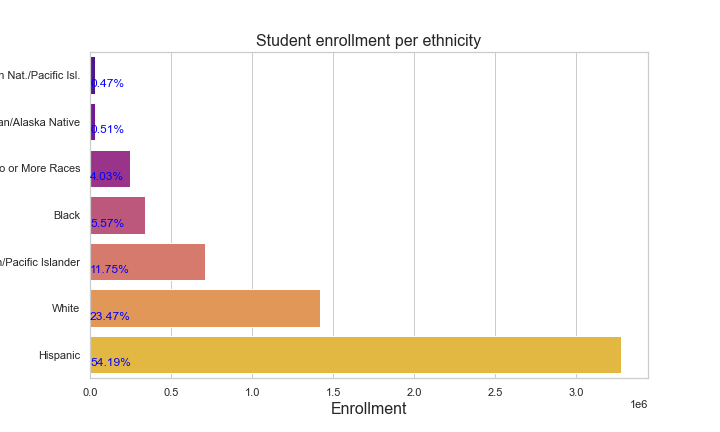 Student enrollment per ethnicity
n Nat./Pacific Isl.
0.47%
an/Alaska Native
0.51%
o or More Races
4.03%
Black
5.57%
n/Pacific Islander
11.75%
White
23.47%
Hispanic
54.19%
0.0 0.5 1.0 1.5 2.0 2.5 3.0
1e6
Enrollment